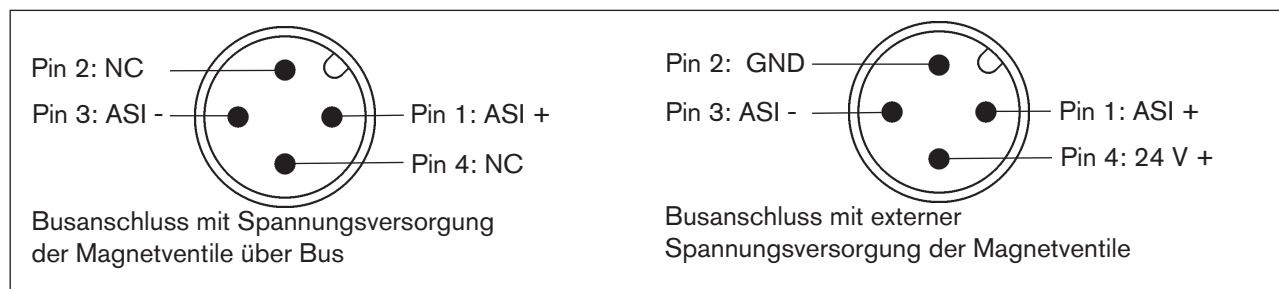 Pin 2: NC
Pin 3: ASI -
Pin 1: ASI +
Pin 4: NC
Busanschluss mit Spannungsversorgung
der Magnetventile über Bus
Pin 2: GND
Pin 3: ASI -
Pin 1: ASI +
Pin 4: 24 V +
Busanschluss mit externer
Spannungsversorgung der Magnetventile